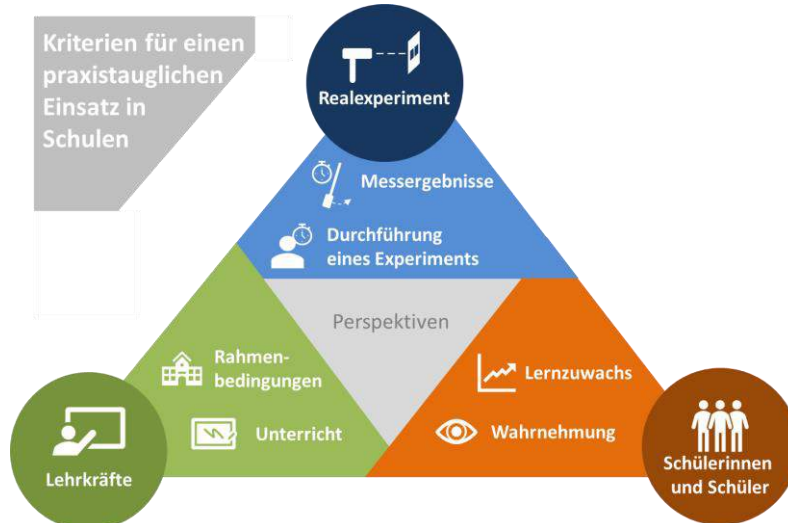 Kriterien für einen
praxistauglichen
Einsatz in
Schulen
Realexperiment
Messergebnisse
Durchführung
eines Experiments
Perspektiven
Rahmen-
bedingungen
Unterricht
Lehrkräfte
Lernzuwachs
Wahrnehmung
Schülerinnen
und Schüler